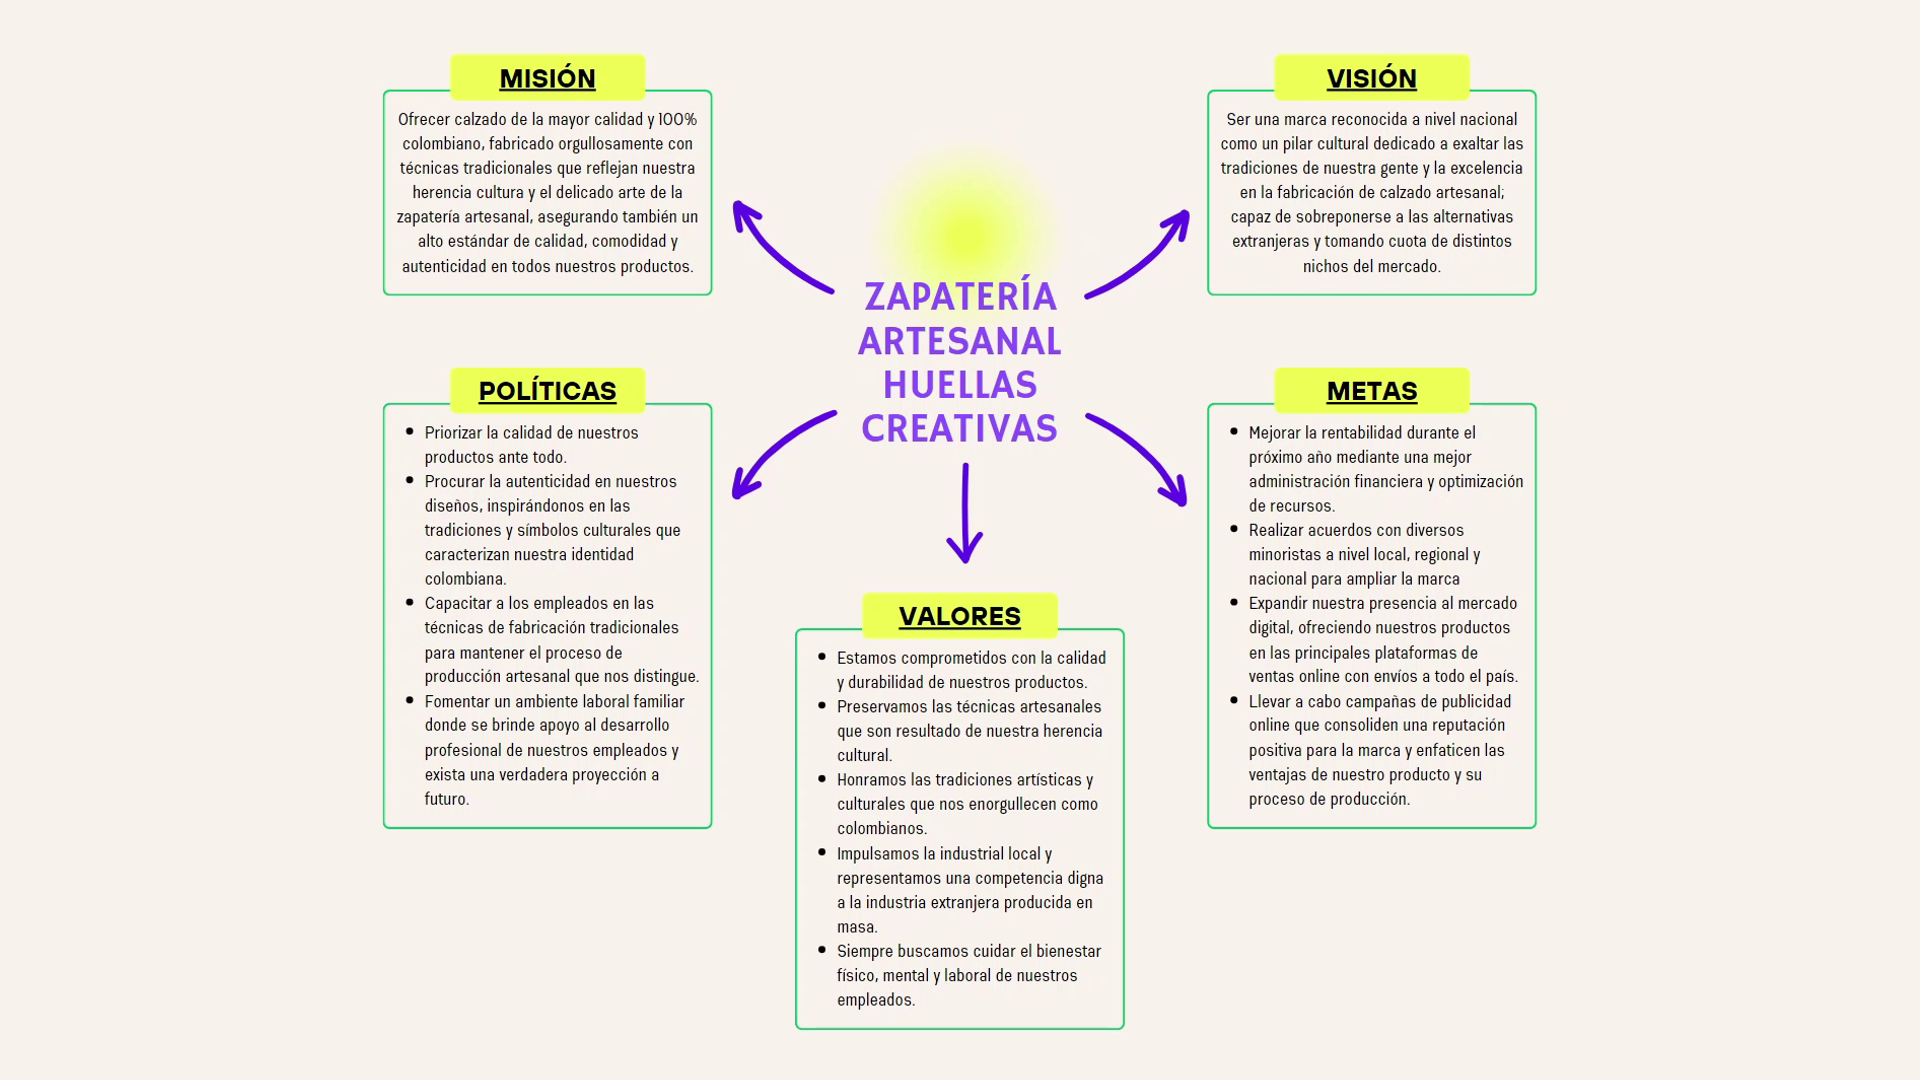 MISIÓN
Ofrecer calzado de la mayor calidad y 100%
colombiano, fabricado orgullosamente con
técnicas tradicionales que reflejan nuestra
herencia cultura y el delicado arte de la
zapatería artesanal, asegurando también un
alto estándar de calidad, comodidad y
autenticidad en todos nuestros productos.
VISIÓN
Ser una marca reconocida a nivel nacional
como un pilar cultural dedicado a exaltar las
tradiciones de nuestra gente y la excelencia
en la fabricación de calzado artesanal;
capaz de sobreponerse a las alternativas
extranjeras y tomando cuota de distintos
nichos del mercado.
ZAPATERÍA
ARTESANAL
HUELLAS
CREATIVAS
POLÍTICAS
• Priorizar la calidad de nuestros
productos ante todo.
• Procurar la autenticidad en nuestros
diseños, inspirándonos en las
tradiciones y símbolos culturales que
caracterizan nuestra identidad
colombiana.
• Capacitar a los empleados en las
técnicas de fabricación tradicionales
para mantener el proceso de
producción artesanal que nos distingue.
• Fomentar un ambiente laboral familiar
donde se brinde apoyo al desarrollo
profesional de nuestros empleados y
exista una verdadera proyección a
futuro.
METAS
• Mejorar la rentabilidad durante el
próximo año mediante una mejor
administración financiera y optimización
de recursos.
• Realizar acuerdos con diversos
minoristas a nivel local, regional y
nacional para ampliar la marca
• Expandir nuestra presencia al mercado
digital, ofreciendo nuestros productos
en las principales plataformas de
ventas online con envíos a todo el país.
• Llevar a cabo campañas de publicidad
online que consoliden una reputación
positiva para la marca y enfaticen las
ventajas de nuestro producto y su
proceso de producción.
VALORES
• Estamos comprometidos con la calidad
y durabilidad de nuestros productos.
• Preservamos las técnicas artesanales
que son resultado de nuestra herencia
cultural.
• Honramos las tradiciones artísticas y
culturales que nos enorgullecen como
colombianos.
• Impulsamos la industrial local y
representamos una competencia digna
a la industria extranjera producida en
masa.
• Siempre buscamos cuidar el bienestar
físico, mental y laboral de nuestros
empleados.